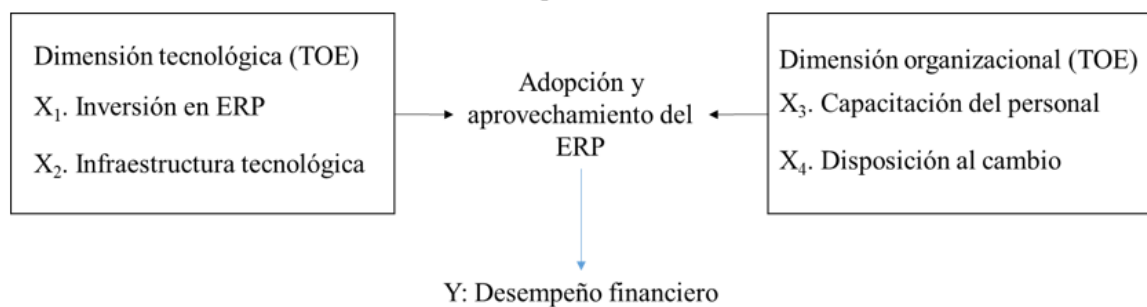 Dimensión tecnológica (TOE)
X₁. Inversión en ERP
X₂. Infraestructura tecnológica
Adopción y
aprovechamiento del
ERP
Dimensión organizacional (TOE)
X₃. Capacitación del personal
X₄. Disposición al cambio
Y: Desempeño financiero